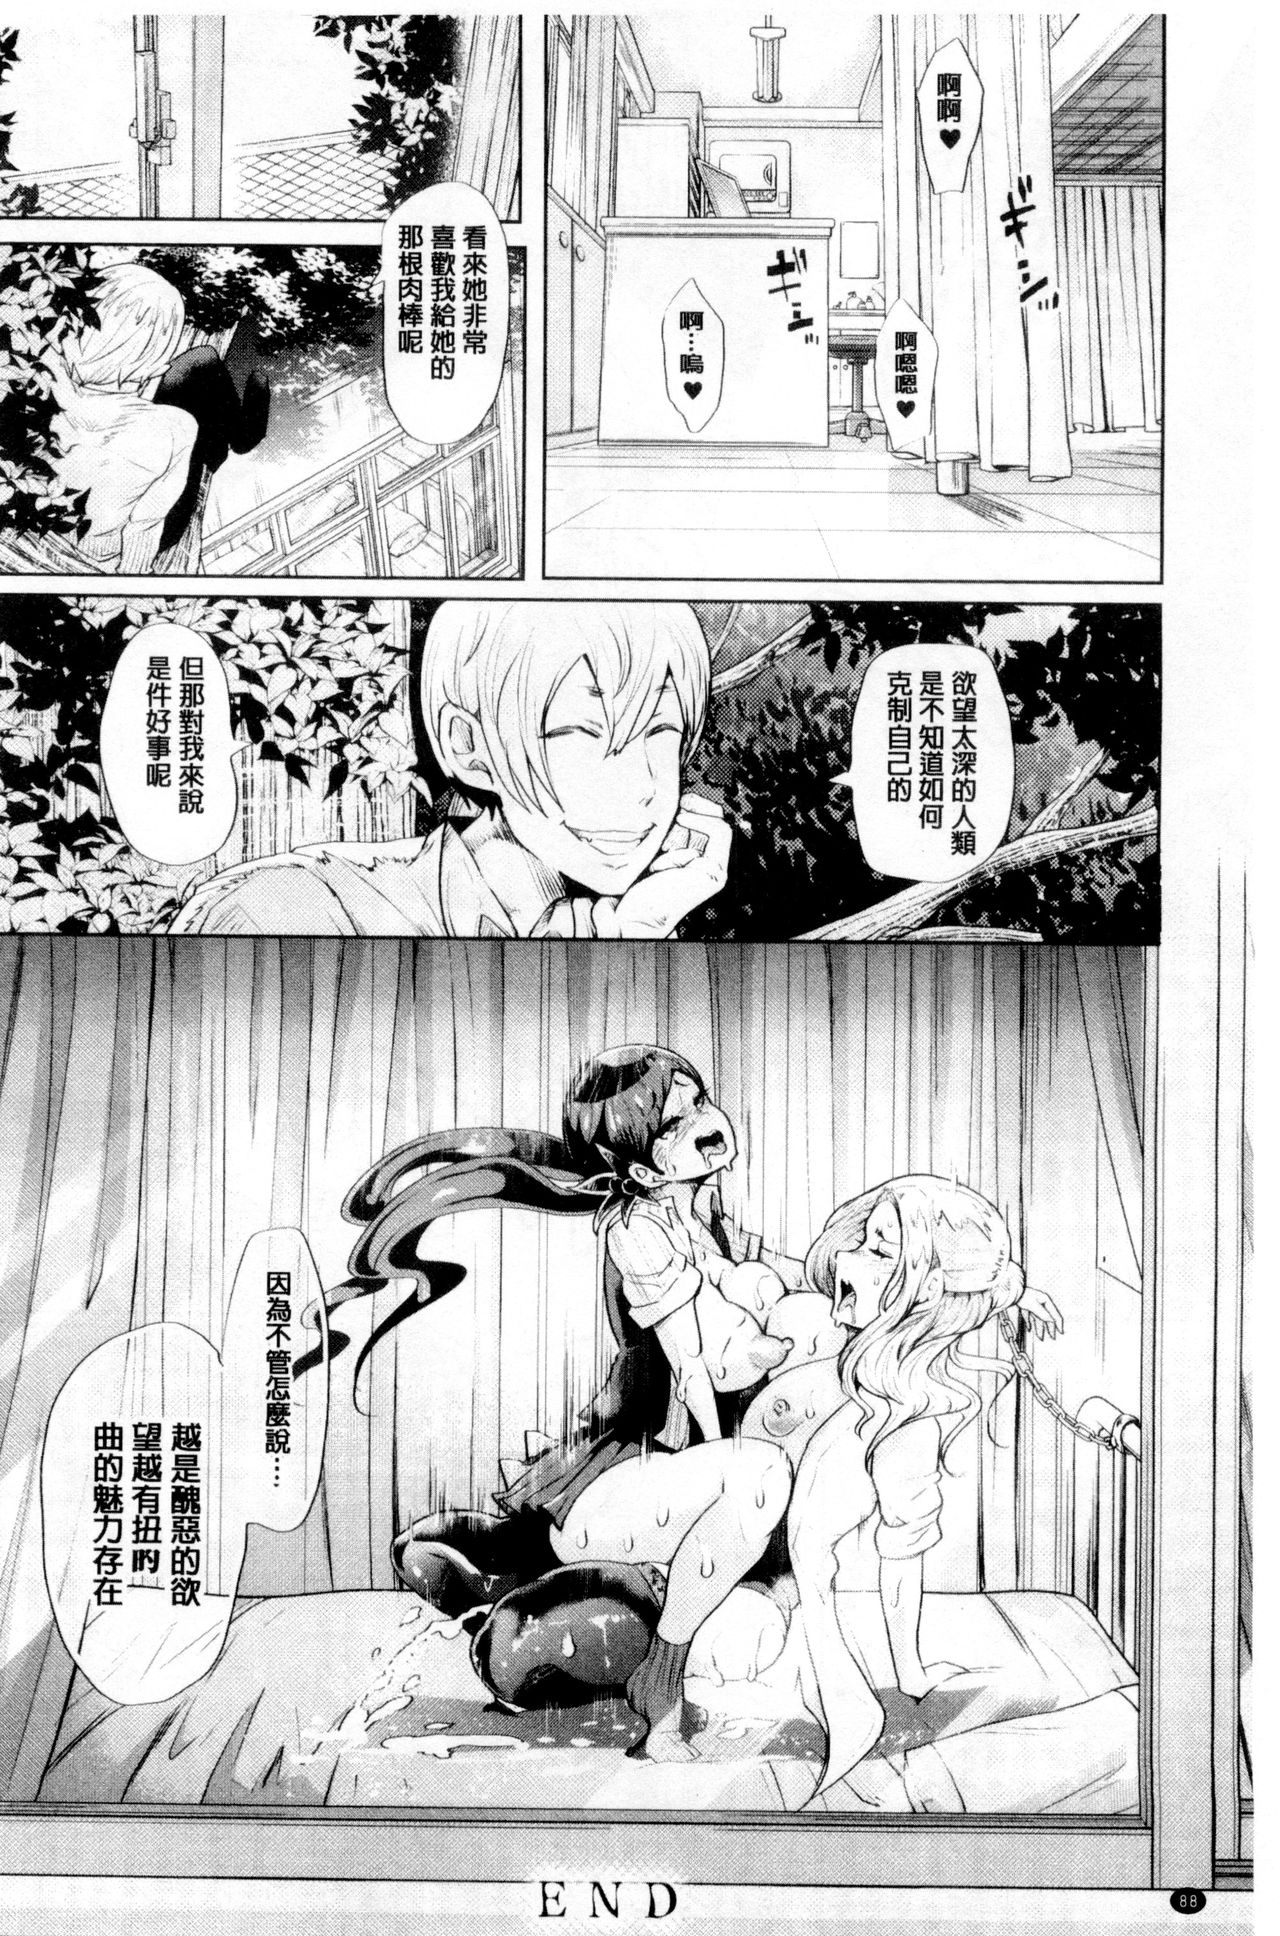 啊啊♥
ギシ
ギシ
啊嗯嗯♥
啊…嗚♥
看來她非常
喜歡我給她的
那根肉棒呢
欲望太深的人類
是不知道如何
克制自己的
但那對我來說
是件好事呢
因為不管怎麼說…
越是醜惡的欲
望越有扭的
曲的魅力存在
END
88